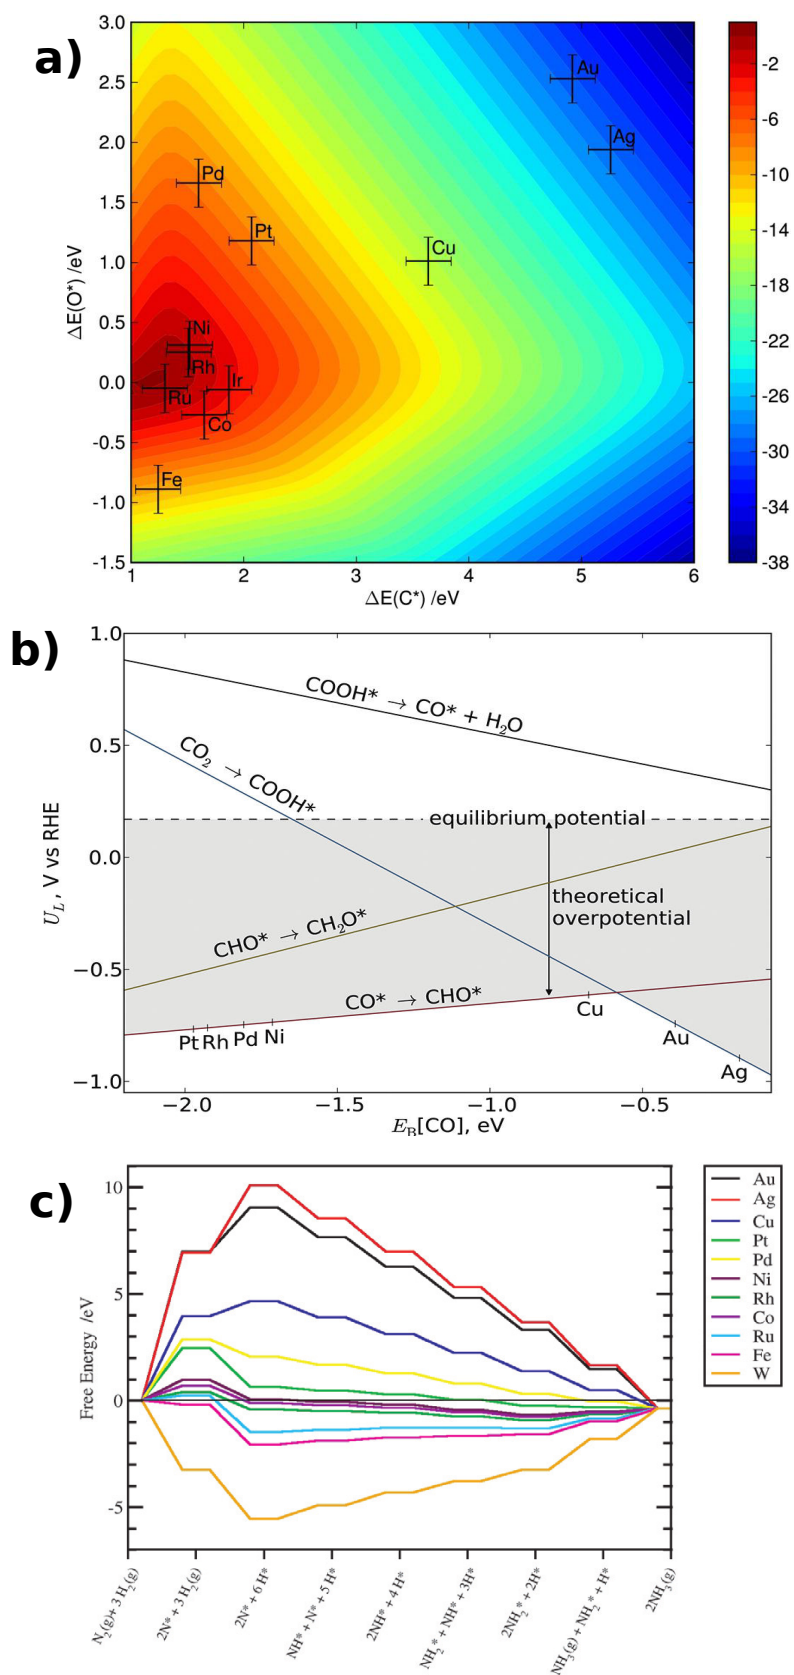 a)
3.0
2.5
2.0
1.5
1.0
0.5
0.0
-0.5
-1.0
-1.5
ΔE(O*) /eV
Au
Ag
Pd
Pt
Cu
Ni
Rh
Ir
Ru
Co
Fe
1 2 3 4 5 6
ΔE(C*) /eV
-2
-6
-10
-14
-18
-22
-26
-30
-34
-38
b)
1.0
0.5
0.0
−0.5
−1.0
U_L, V vs RHE
COOH* → CO* + H₂O
CO₂ → COOH*
equilibrium potential
theoretical
overpotential
CHO* → CH₂O*
CO* → CHO*
Pt Rh Pd Ni
Cu
Au
Ag
−2.0 −1.5 −1.0 −0.5
E_B[CO], eV
c)
10
5
0
-5
Free Energy /eV
Au
Ag
Cu
Pt
Pd
Ni
Rh
Co
Ru
Fe
W
N₂(g)+ 3 H₂(g)
2N* + 3 H₂(g)
2N* + 6 H*
NH* + N* + 5 H*
2NH* + 4 H*
NH₂* + NH* + 3H*
2NH₂* + 2H*
NH₃(g) + NH₂* + H*
2NH₃(g)